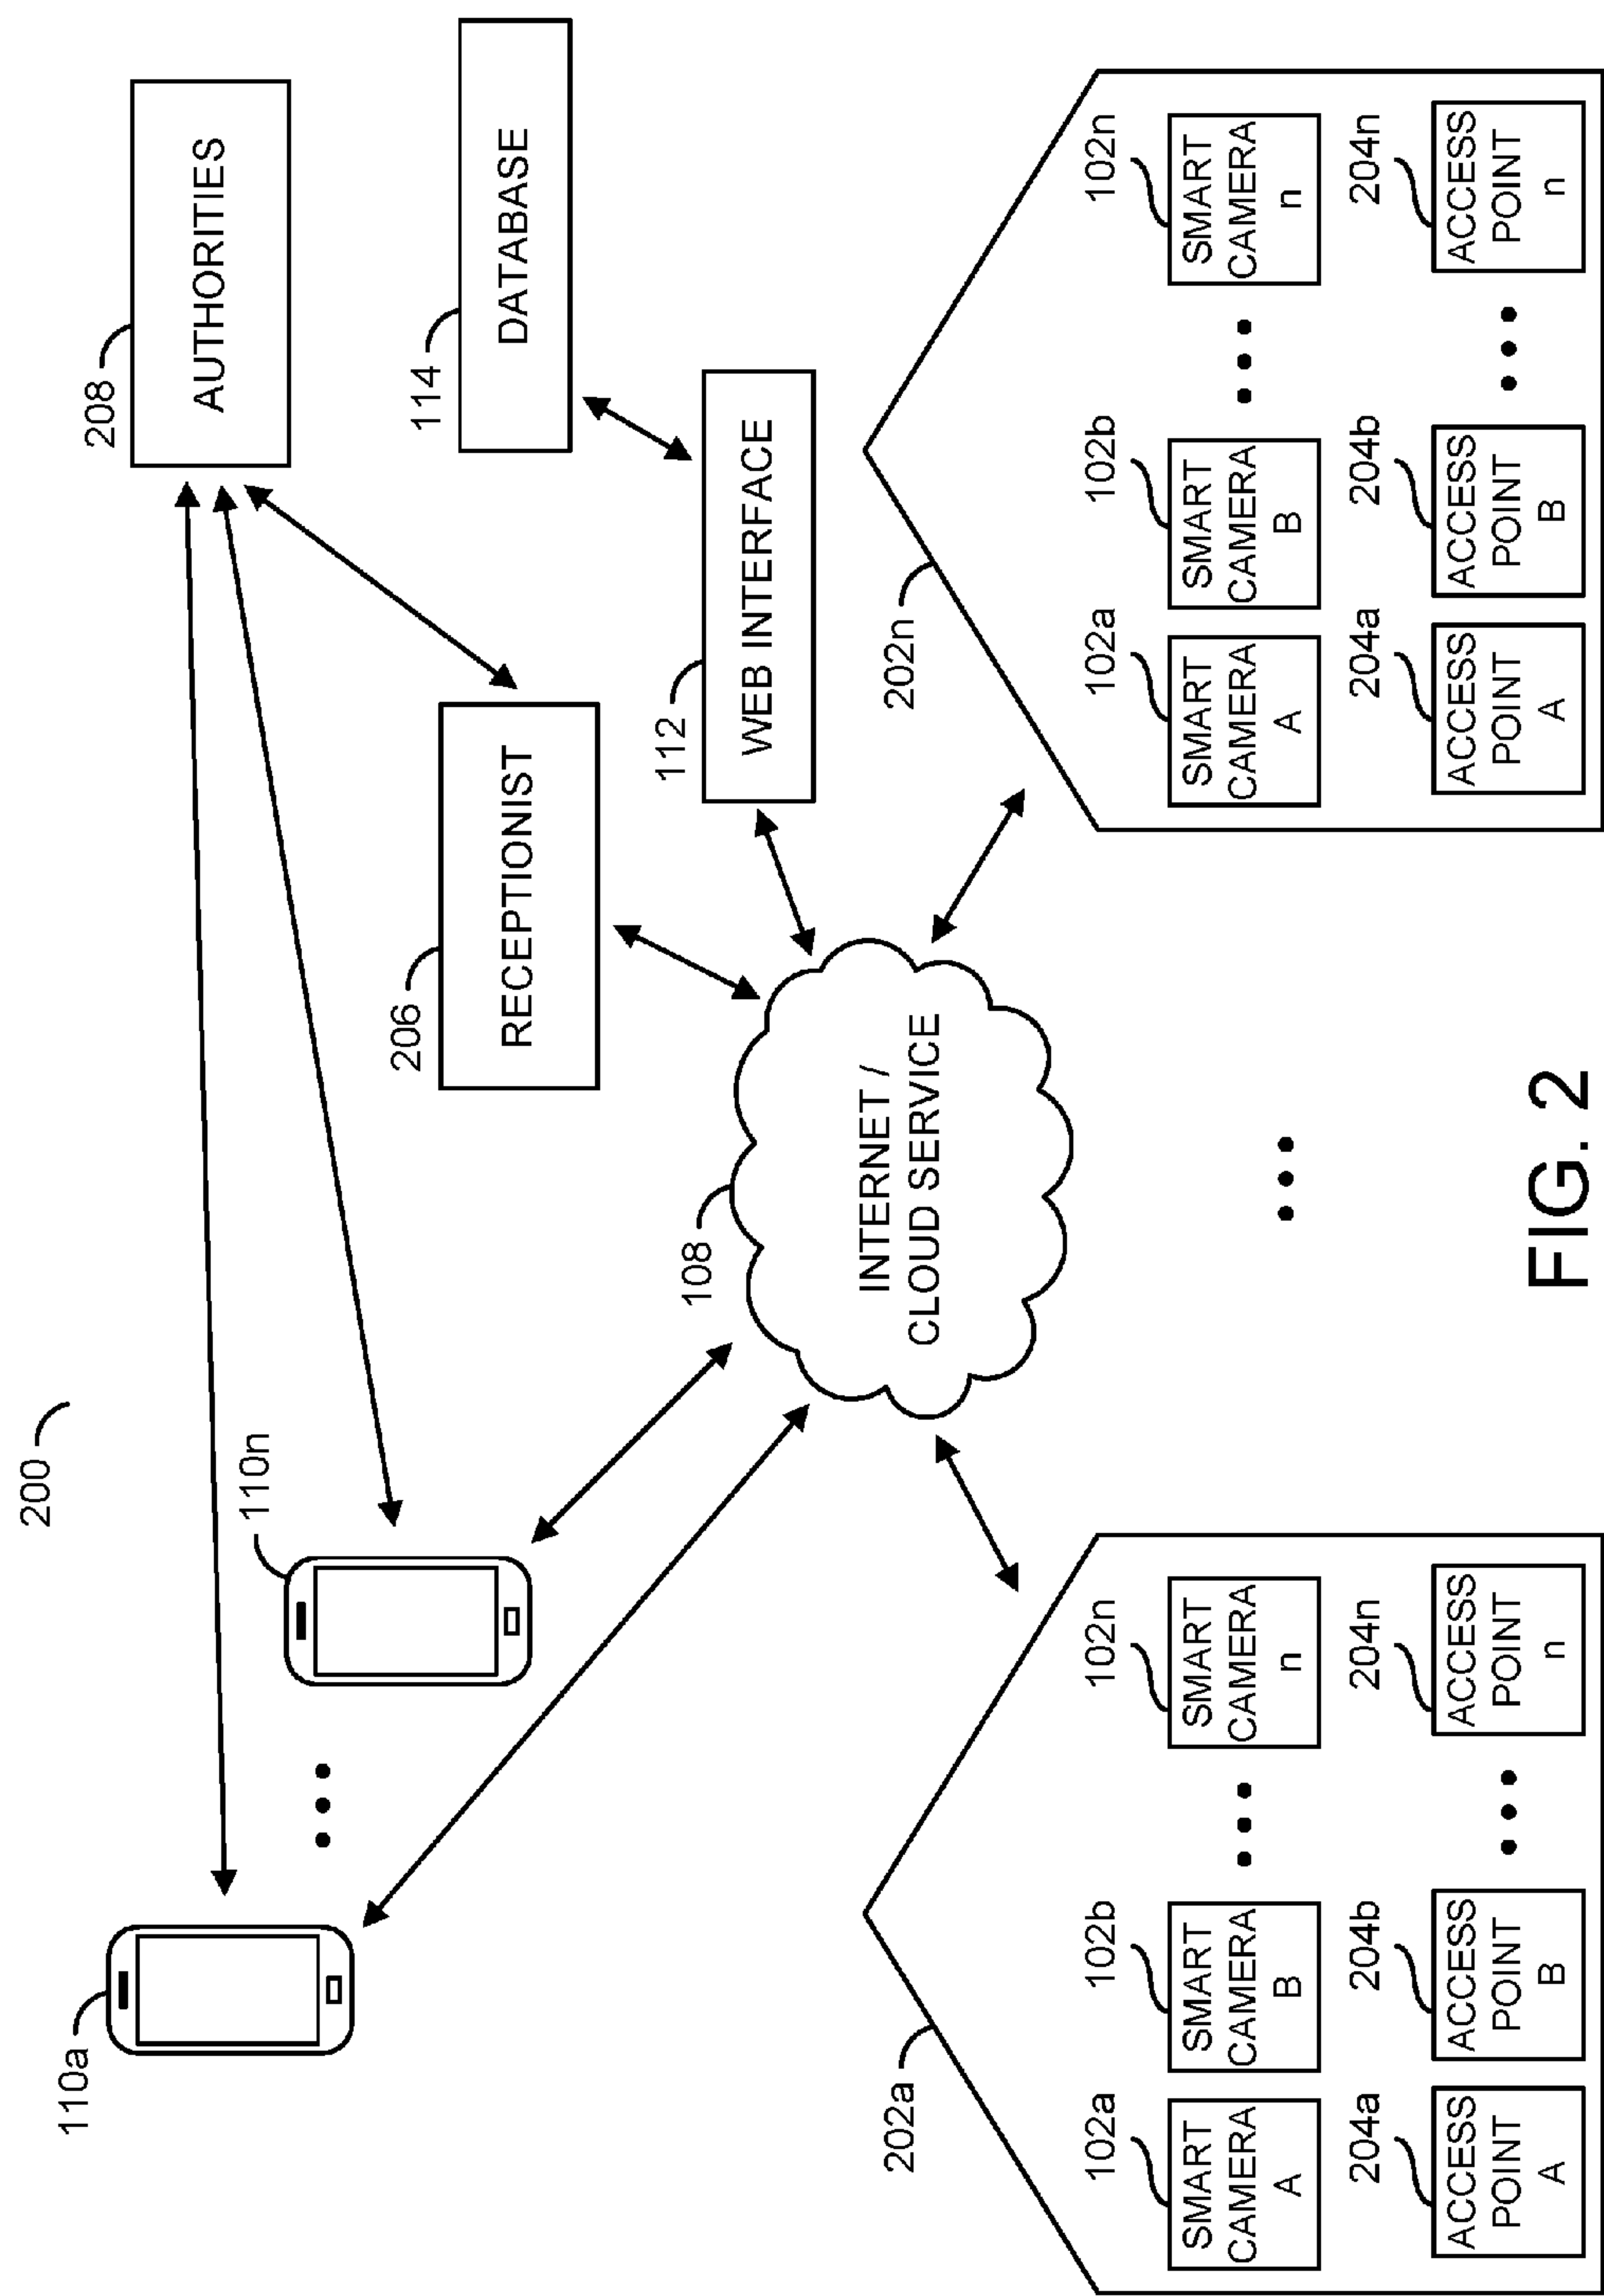 200
110a
110n
208
AUTHORITIES
206
RECEPTIONIST
114
DATABASE
112
WEB INTERFACE
108
INTERNET /
CLOUD SERVICE
202a
102a
102b
102n
SMART
CAMERA
A
SMART
CAMERA
B
SMART
CAMERA
n
204a
204b
204n
ACCESS
POINT
A
ACCESS
POINT
B
ACCESS
POINT
n
202n
102a
102b
102n
SMART
CAMERA
A
SMART
CAMERA
B
SMART
CAMERA
n
204a
204b
204n
ACCESS
POINT
A
ACCESS
POINT
B
ACCESS
POINT
n
FIG. 2